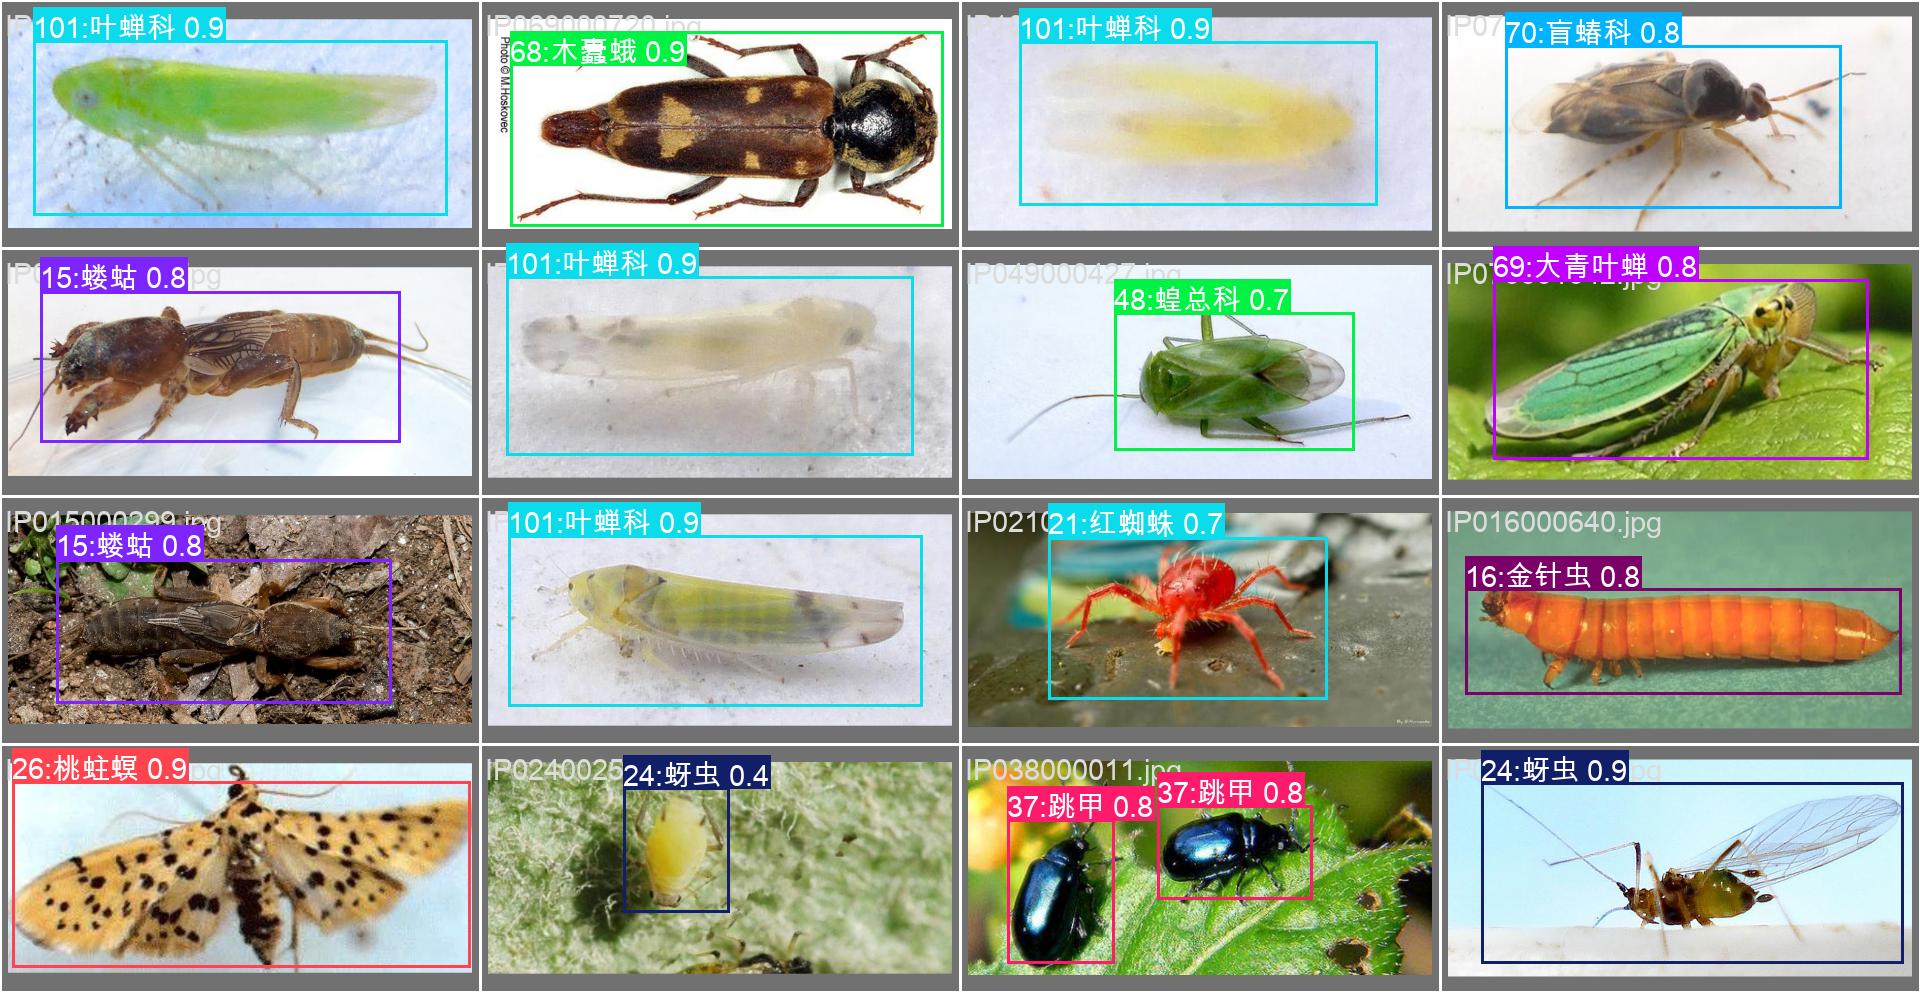 101:叶蝉科 0.9
68:木蠹蛾 0.9
Photo © M.Hoskovec
101:叶蝉科 0.9
70:盲蝽科 0.8
15:蝼蛄 0.8
101:叶蝉科 0.9
IP049000427.jpg
48:蝗总科 0.7
69:大青叶蝉 0.8
IP015000299.jpg
15:蝼蛄 0.8
101:叶蝉科 0.9
21:红蜘蛛 0.7
IP016000640.jpg
16:金针虫 0.8
26:桃蛀螟 0.9
24:蚜虫 0.4
IP038000011.jpg
37:跳甲 0.8
37:跳甲 0.8
24:蚜虫 0.9